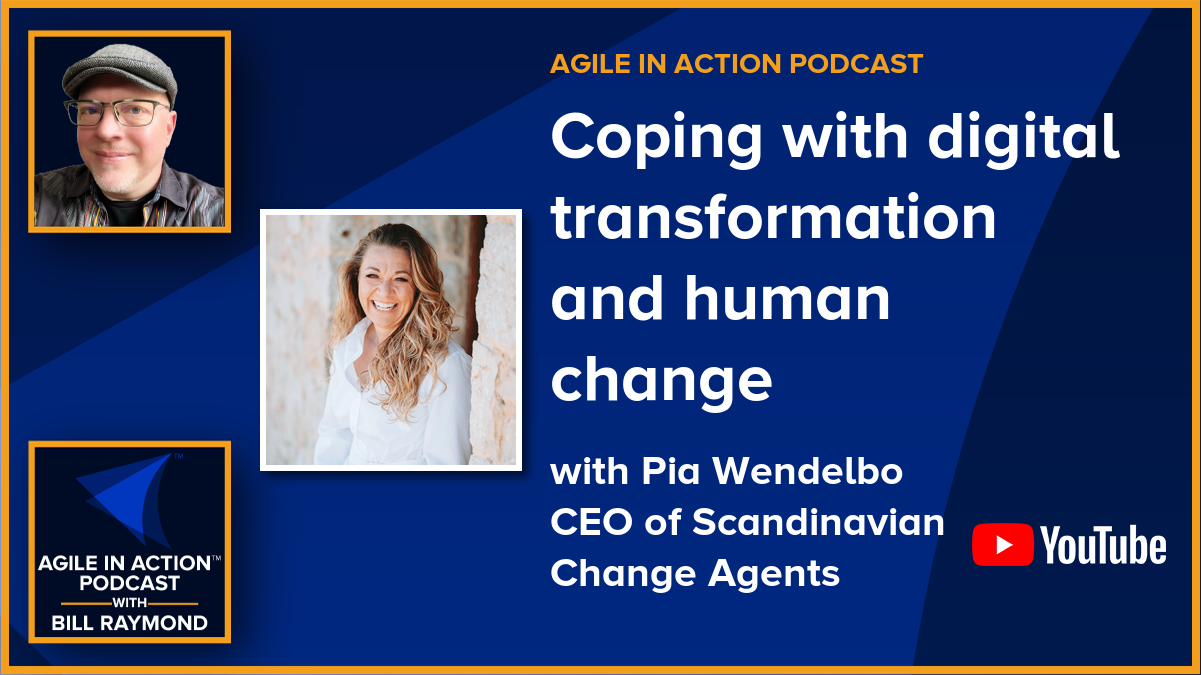 AGILE IN ACTION PODCAST
Coping with digital
transformation
and human
change
with Pia Wendelbo
CEO of Scandinavian
Change Agents
YouTube
TM
AGILE IN ACTION™
PODCAST
WITH
BILL RAYMOND